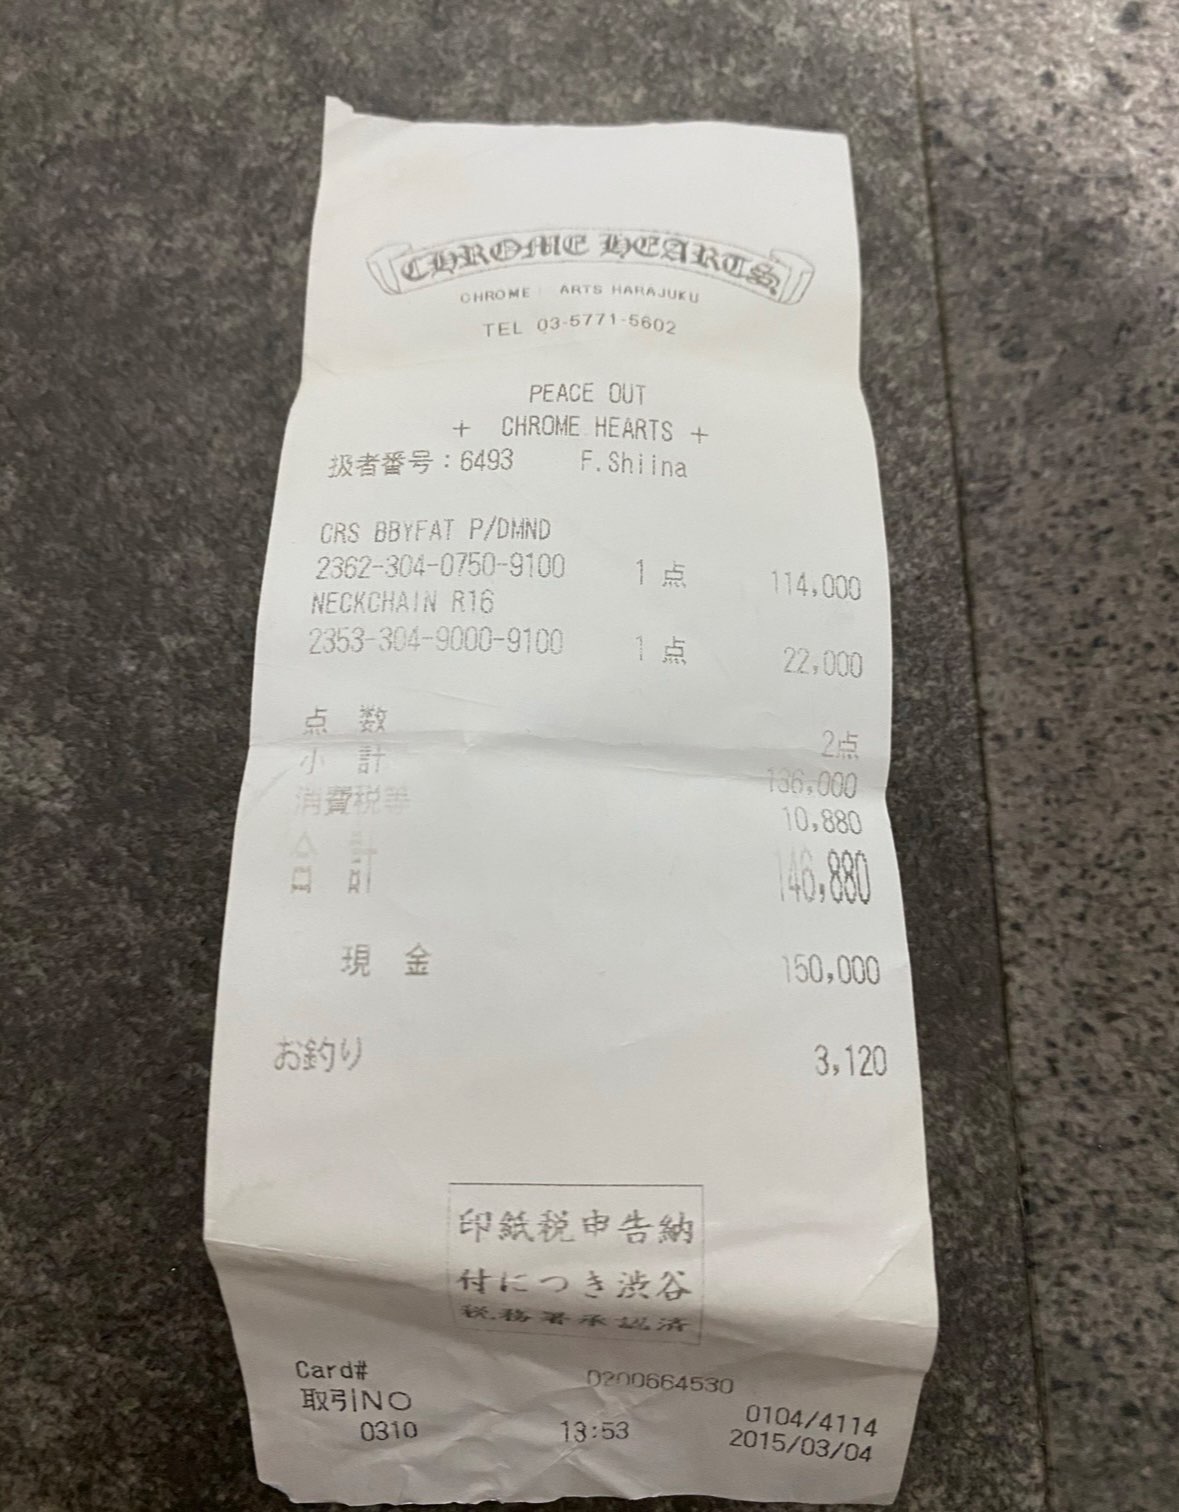 CHROME HEARTS
CHROME ARTS HARAJUKU
TEL 03-5771-5602
PEACE OUT
+ CHROME HEARTS +
扱者番号:6493 F.Shiina
CRS BBYFAT P/DMND
2362-304-0750-9100 1点 114,000
NECKCHAIN R16
2353-304-9000-9100 1点 22,000
点 数 2点
小 計 136,000
消費税等 10,880
合 計 146,880
現 金 150,000
お釣り 3,120
印紙税申告納
付につき渋谷
税務署承認済
Card# 0200664530
取引NO 0104/4114
0310 13:53 2015/03/04